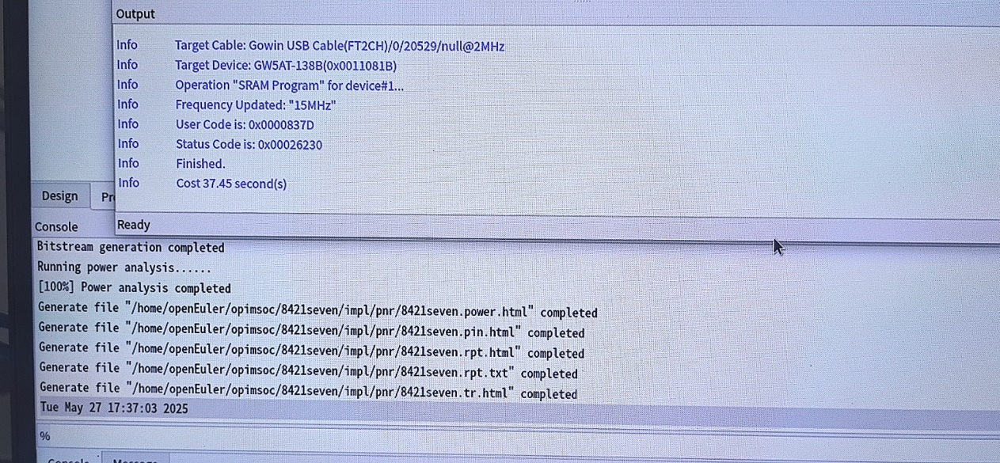 Output
Info Target Cable: Gowin USB Cable(FT2CH)/0/20529/null@2MHz
Info Target Device: GW5AT-138B(0x0011081B)
Info Operation "SRAM Program" for device#1...
Info Frequency Updated: "15MHz"
Info User Code is: 0x0000837D
Info Status Code is: 0x00026230
Info Finished.
Info Cost 37.45 second(s)
Ready
Design
Console
Bitstream generation completed
Running power analysis......
[100%] Power analysis completed
Generate file "/home/openEuler/opimsoc/8421seven/impl/pnr/8421seven.power.html" completed
Generate file "/home/openEuler/opimsoc/8421seven/impl/pnr/8421seven.pin.html" completed
Generate file "/home/openEuler/opimsoc/8421seven/impl/pnr/8421seven.rpt.html" completed
Generate file "/home/openEuler/opimsoc/8421seven/impl/pnr/8421seven.rpt.txt" completed
Generate file "/home/openEuler/opimsoc/8421seven/impl/pnr/8421seven.tr.html" completed
Tue May 27 17:37:03 2025
%